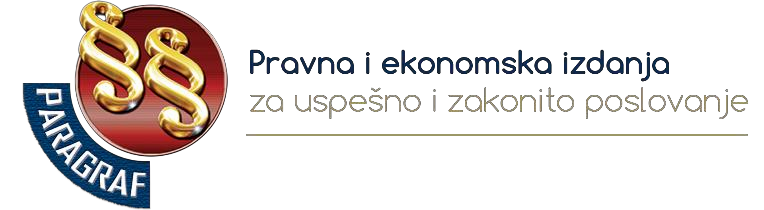 §§
PARAGRAF
Pravna i ekonomska izdanja
za uspešno i zakonito poslovanje